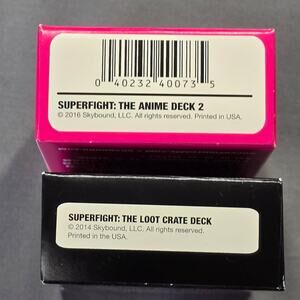 0 40232 40073 5
SUPERFIGHT: THE ANIME DECK 2
© 2016 Skybound, LLC. All rights reserved. Printed in USA.
SUPERFIGHT: THE LOOT CRATE DECK
© 2014 Skybound, LLC. All rights reserved.
Printed in the USA.